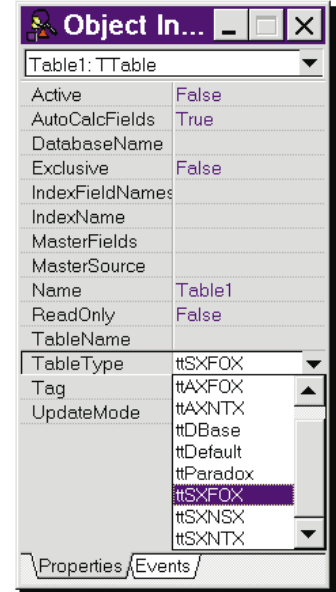 Object In...
Table1: TTable
Active False
AutoCalcFields True
DatabaseName
Exclusive False
IndexFieldNames
IndexName
MasterFields
MasterSource
Name Table1
ReadOnly False
TableName
TableType ttSXFOX
Tag ttAXFOX
UpdateMode ttAXNTX
ttDBase
ttDefault
ttParadox
ttSXFOX
ttSXNSX
ttSXNTX
Properties Events